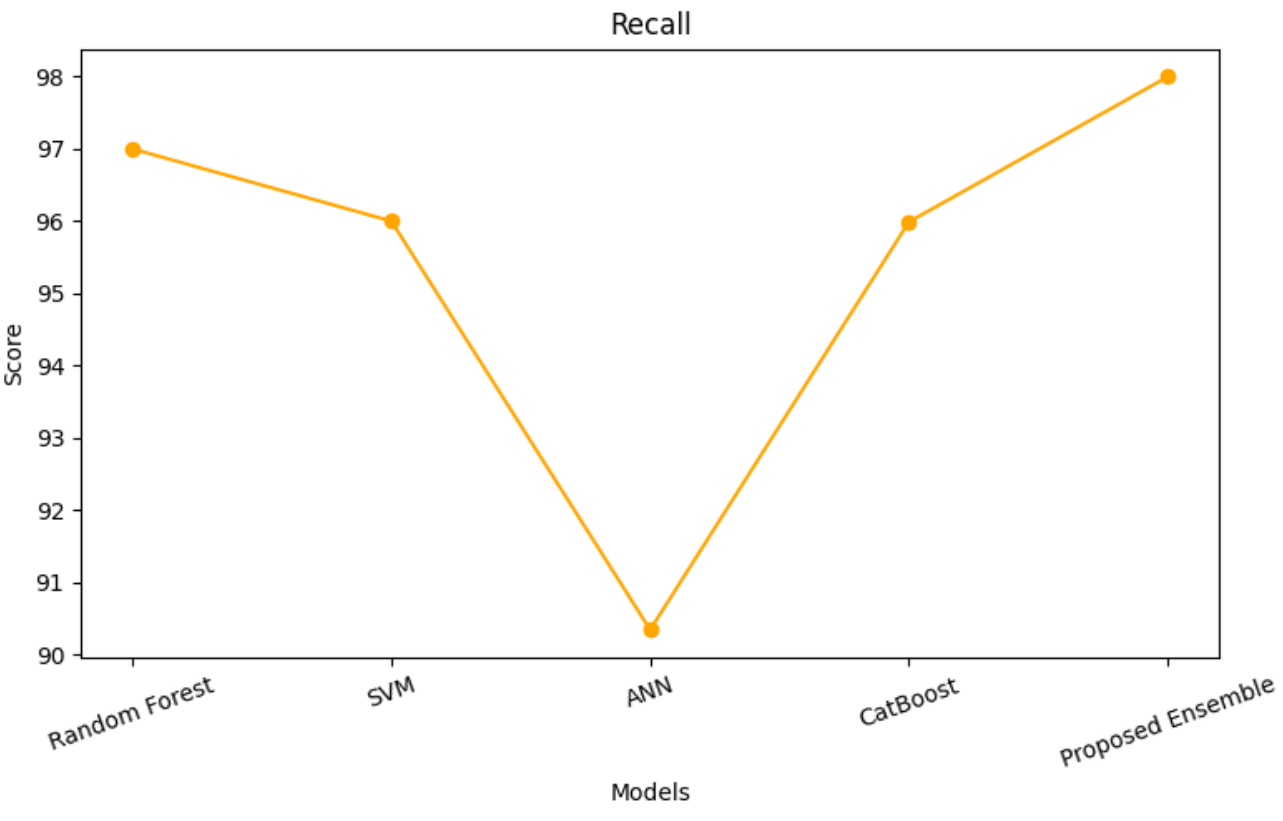 Recall
Score
98
97
96
95
94
93
92
91
90
Random Forest
SVM
ANN
CatBoost
Proposed Ensemble
Models